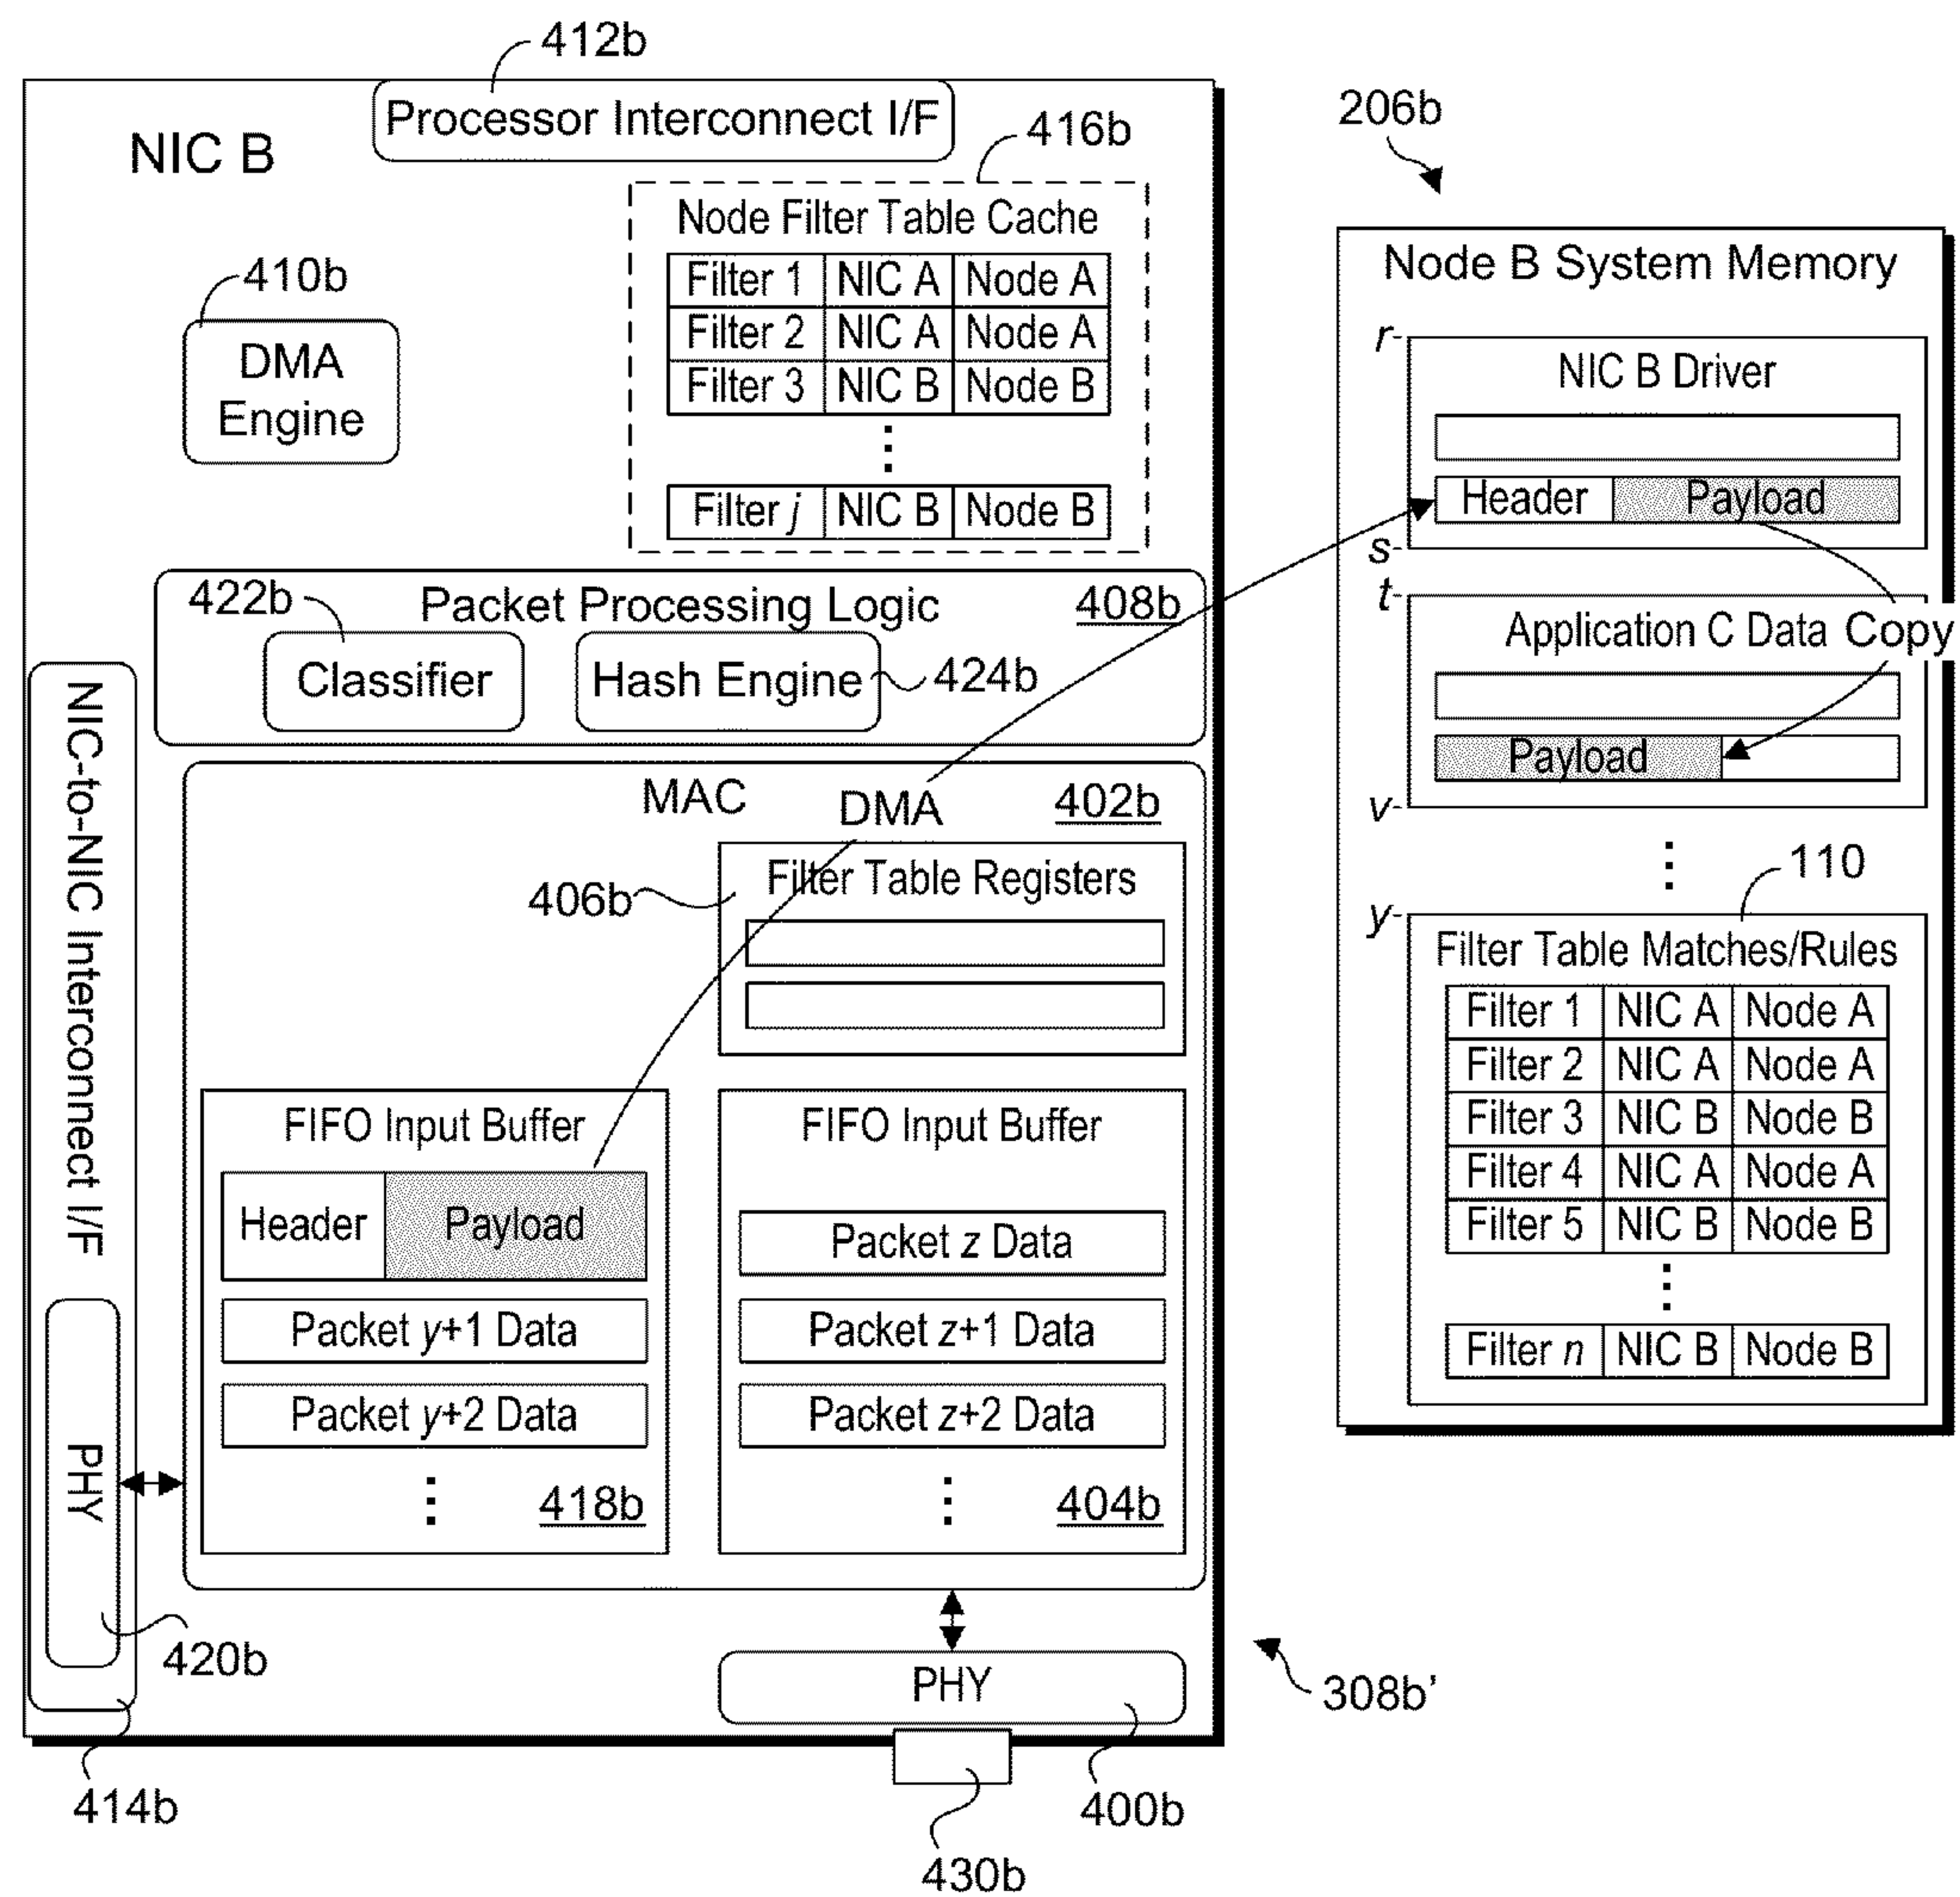 412b
Processor Interconnect I/F
NIC B
416b
Node Filter Table Cache
Filter 1 NIC A Node A
Filter 2 NIC A Node A
Filter 3 NIC B Node B
Filter j NIC B Node B
410b
DMA
Engine
422b
Packet Processing Logic
408b
Classifier
Hash Engine
424b
NIC-to-NIC Interconnect I/F
PHY
MAC
402b
DMA
406b
Filter Table Registers
FIFO Input Buffer
Header Payload
Packet y+1 Data
Packet y+2 Data
418b
FIFO Input Buffer
Packet z Data
Packet z+1 Data
Packet z+2 Data
404b
420b
414b
PHY
400b
430b
308b’
206b
Node B System Memory
r
NIC B Driver
Header Payload
s
t
Application C Data Copy
Payload
v
110
y
Filter Table Matches/Rules
Filter 1 NIC A Node A
Filter 2 NIC A Node A
Filter 3 NIC B Node B
Filter 4 NIC A Node A
Filter 5 NIC B Node B
Filter n NIC B Node B